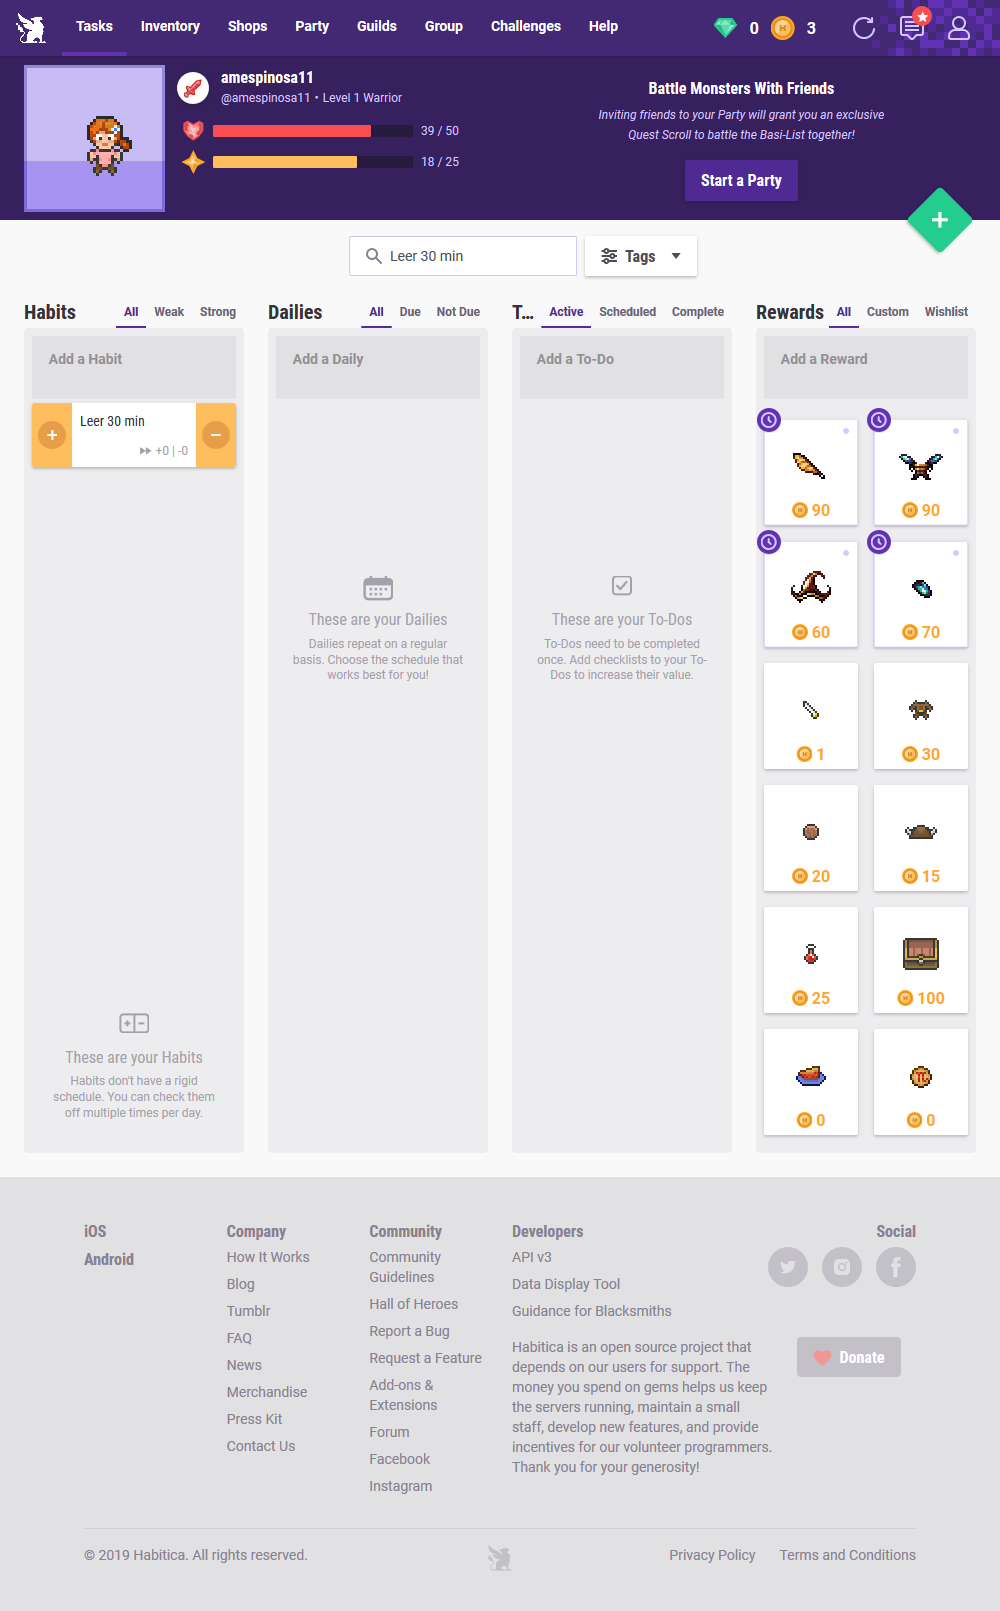 Tasks Inventory Shops Party Guilds Group Challenges Help 0 3
amespinosa11
@amespinosa11 • Level 1 Warrior
39 / 50
18 / 25
Battle Monsters With Friends
Inviting friends to your Party will grant you an exclusive
Quest Scroll to battle the Basi-List together!
Start a Party
Leer 30 min
Tags
Habits All Weak Strong
Add a Habit
Leer 30 min
+0 | -0
These are your Habits
Habits don't have a rigid
schedule. You can check them
off multiple times per day.
Dailies All Due Not Due
Add a Daily
These are your Dailies
Dailies repeat on a regular
basis. Choose the schedule that
works best for you!
T... Active Scheduled Complete
Add a To-Do
These are your To-Dos
To-Dos need to be completed
once. Add checklists to your To-
Dos to increase their value.
Rewards All Custom Wishlist
Add a Reward
90 90
60 70
1 30
20 15
25 100
0 0
iOS
Android
Company
How It Works
Blog
Tumblr
FAQ
News
Merchandise
Press Kit
Contact Us
Community
Community
Guidelines
Hall of Heroes
Report a Bug
Request a Feature
Add-ons &
Extensions
Forum
Facebook
Instagram
Developers
API v3
Data Display Tool
Guidance for Blacksmiths
Habitica is an open source project that
depends on our users for support. The
money you spend on gems helps us keep
the servers running, maintain a small
staff, develop new features, and provide
incentives for our volunteer programmers.
Thank you for your generosity!
Social
Donate
© 2019 Habitica. All rights reserved.
Privacy Policy Terms and Conditions